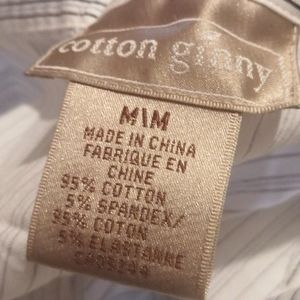 cotton ginny
M\M
MADE IN CHINA
FABRIQUE EN
CHINE
95% COTTON
5% SPANDEX/
95% COTON
5% ELASTANNE